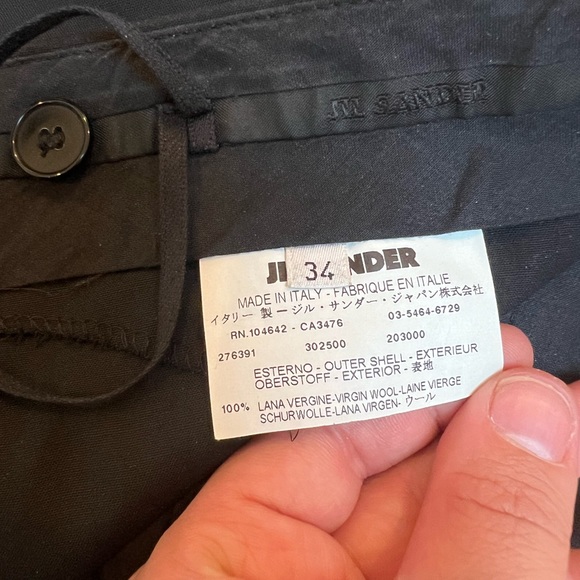 JIL SANDER
JI 34 NDER
MADE IN ITALY - FABRIQUE EN ITALIE
イタリー 製 ージル・サンダー・ジャパン株式会社
RN.104642 - CA3476 03-5464-6729
276391 302500 203000
ESTERNO - OUTER SHELL - EXTERIEUR
OBERSTOFF - EXTERIOR - 表地
100% LANA VERGINE-VIRGIN WOOL-LAINE VIERGE
SCHURWOLLE-LANA VIRGEN- ウール